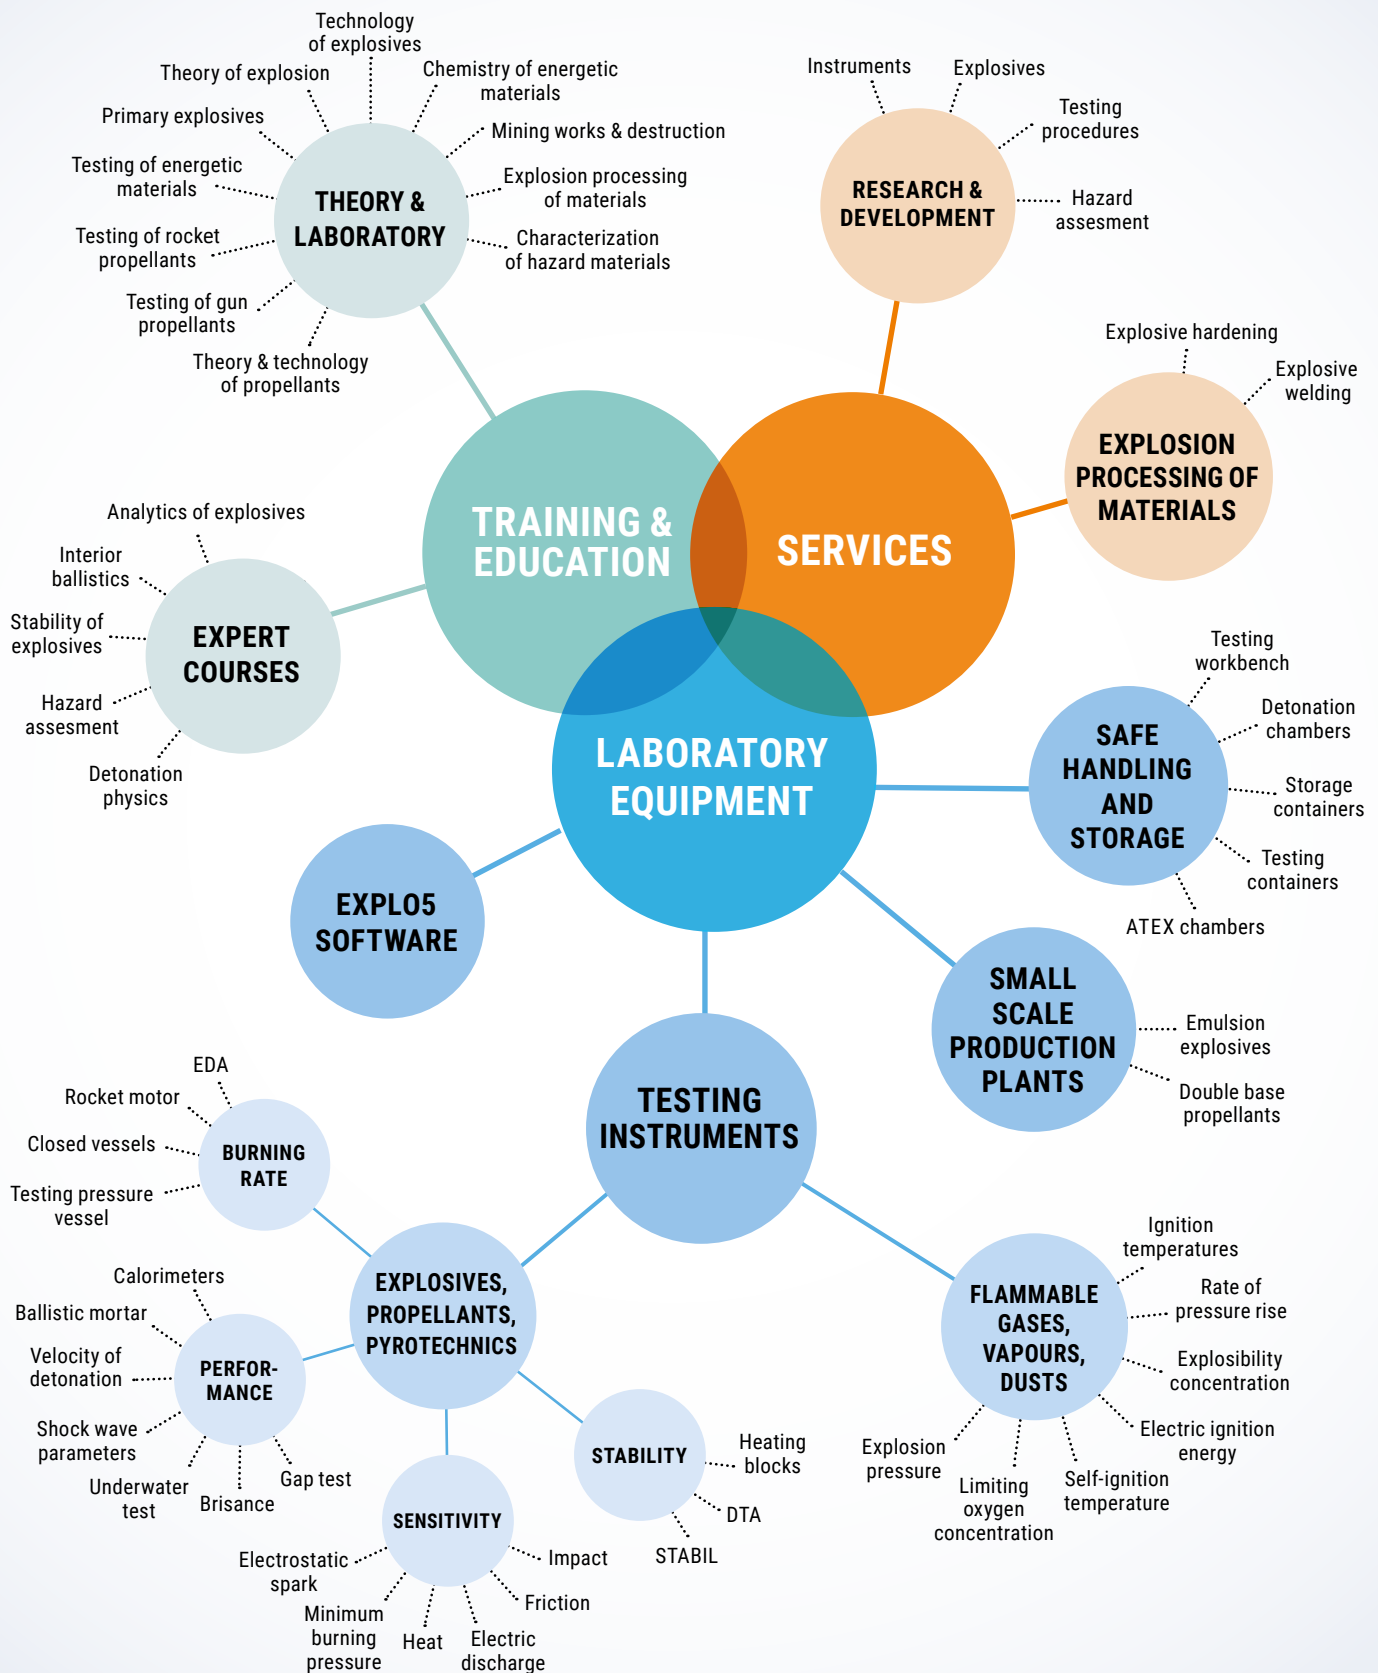 Technology
of explosives
Theory of explosion
Chemistry of energetic
materials
Primary explosives
Mining works & destruction
Testing of energetic
materials
Explosion processing
of materials
THEORY &
LABORATORY
Testing of rocket
propellants
Characterization
of hazard materials
Testing of gun
propellants
Theory & technology
of propellants
Instruments
Explosives
Testing
procedures
RESEARCH &
DEVELOPMENT
Hazard
assesment
Explosive hardening
Explosive
welding
EXPLOSION
PROCESSING OF
MATERIALS
TRAINING &
EDUCATION
SERVICES
LABORATORY
EQUIPMENT
Analytics of explosives
Interior
ballistics
Stability of
explosives
EXPERT
COURSES
Hazard
assesment
Detonation
physics
Testing
workbench
Detonation
chambers
SAFE
HANDLING
AND
STORAGE
Storage
containers
Testing
containers
ATEX chambers
EXPLO5
SOFTWARE
SMALL
SCALE
PRODUCTION
PLANTS
Emulsion
explosives
Double base
propellants
TESTING
INSTRUMENTS
EDA
Rocket motor
Closed vessels
BURNING
RATE
Testing pressure
vessel
EXPLOSIVES,
PROPELLANTS,
PYROTECHNICS
Calorimeters
Ballistic mortar
Velocity of
detonation
PERFOR-
MANCE
Shock wave
parameters
Underwater
test
Brisance
Gap test
STABILITY
Heating
blocks
DTA
STABIL
SENSITIVITY
Electrostatic
spark
Impact
Friction
Minimum
burning
pressure
Heat
Electric
discharge
FLAMMABLE
GASES,
VAPOURS,
DUSTS
Ignition
temperatures
Rate of
pressure rise
Explosibility
concentration
Electric ignition
energy
Explosion
pressure
Limiting
oxygen
concentration
Self-ignition
temperature